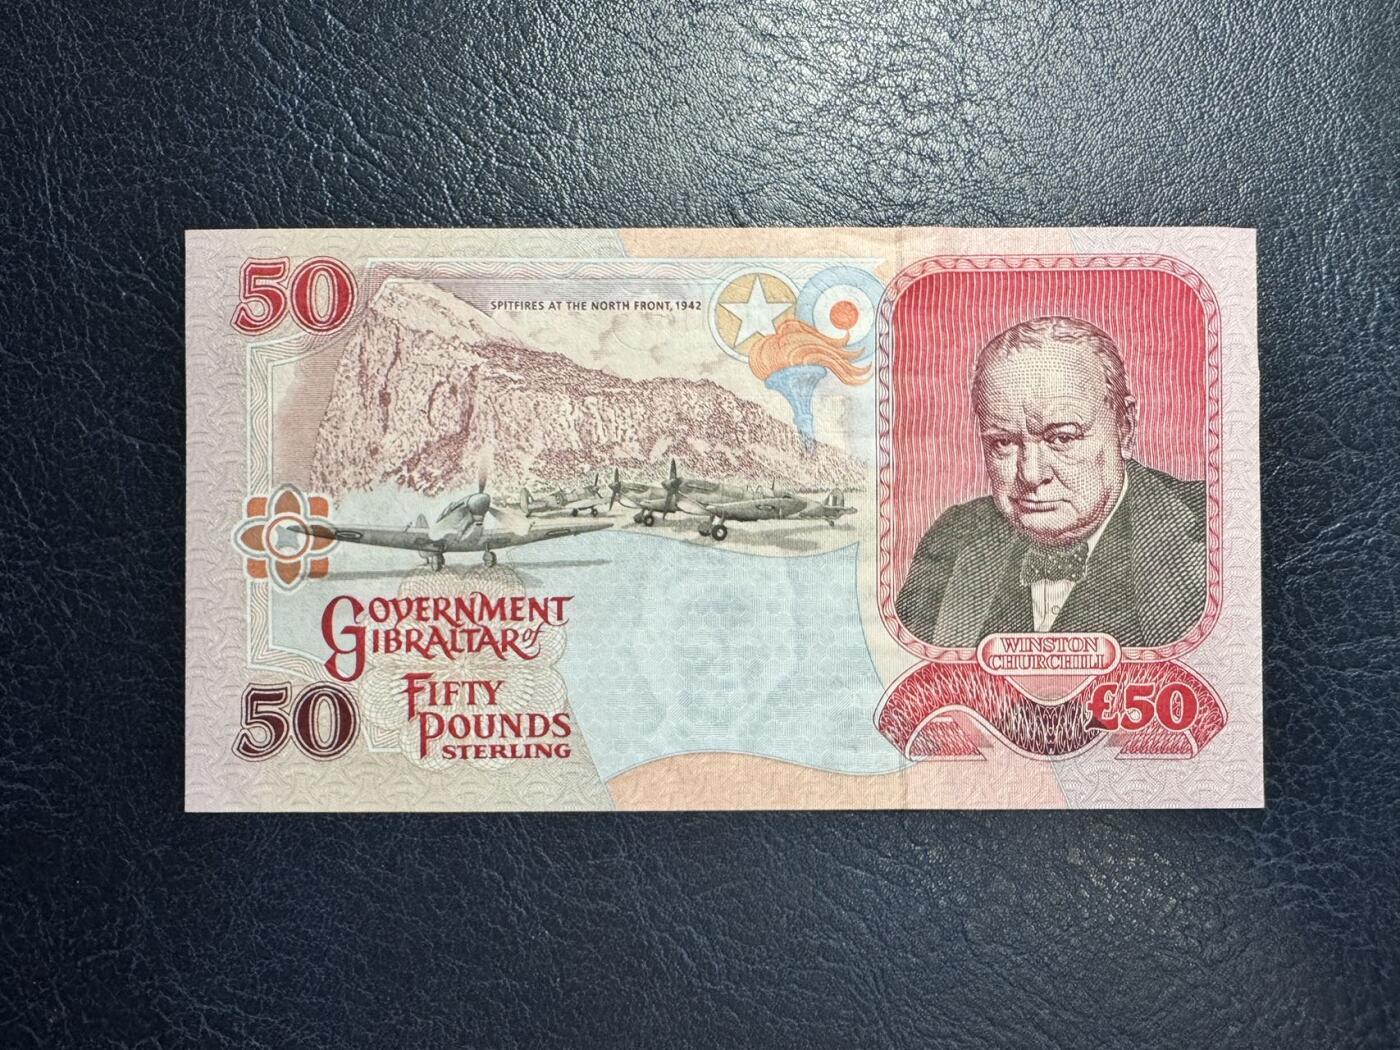 50
SPITFIRES AT THE NORTH FRONT, 1942
GOVERNMENT
of GIBRALTAR
50
FIFTY
POUNDS
STERLING
WINSTON
CHURCHILL
£50